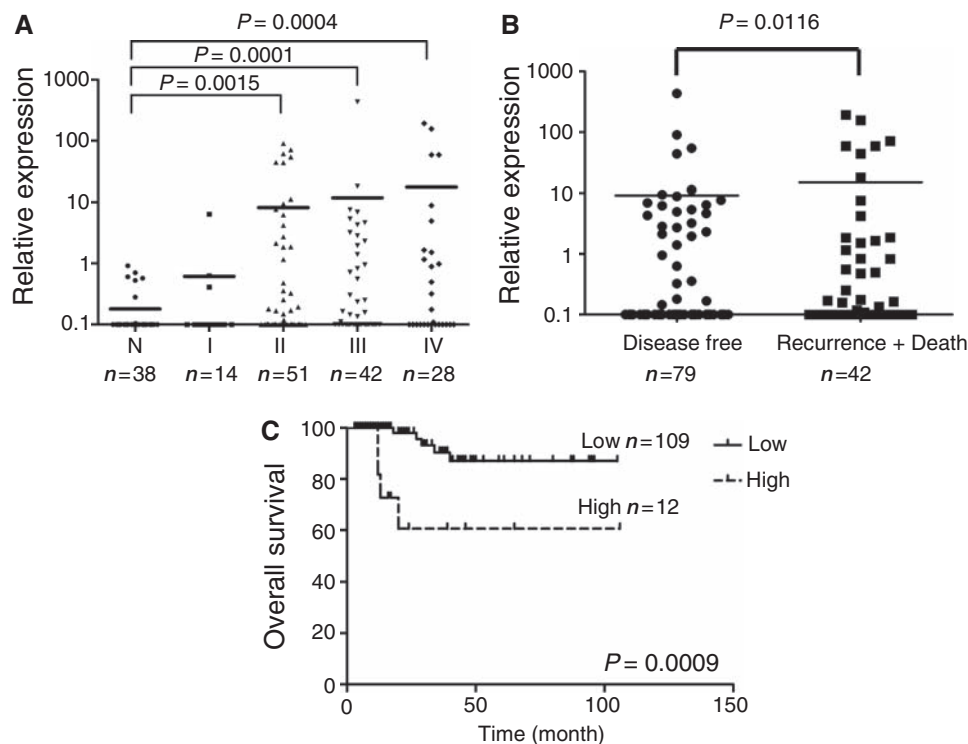 A
P = 0.0004
P = 0.0001
P = 0.0015
Relative expression
1000
100
10
1
0.1
N I II III IV
n=38 n=14 n=51 n=42 n=28
B
P = 0.0116
Relative expression
1000
100
10
1
0.1
Disease free Recurrence + Death
n=79 n=42
C
Overall survival
100
80
60
40
20
0
Low n=109
High n=12
Low
High
P = 0.0009
0 50 100 150
Time (month)